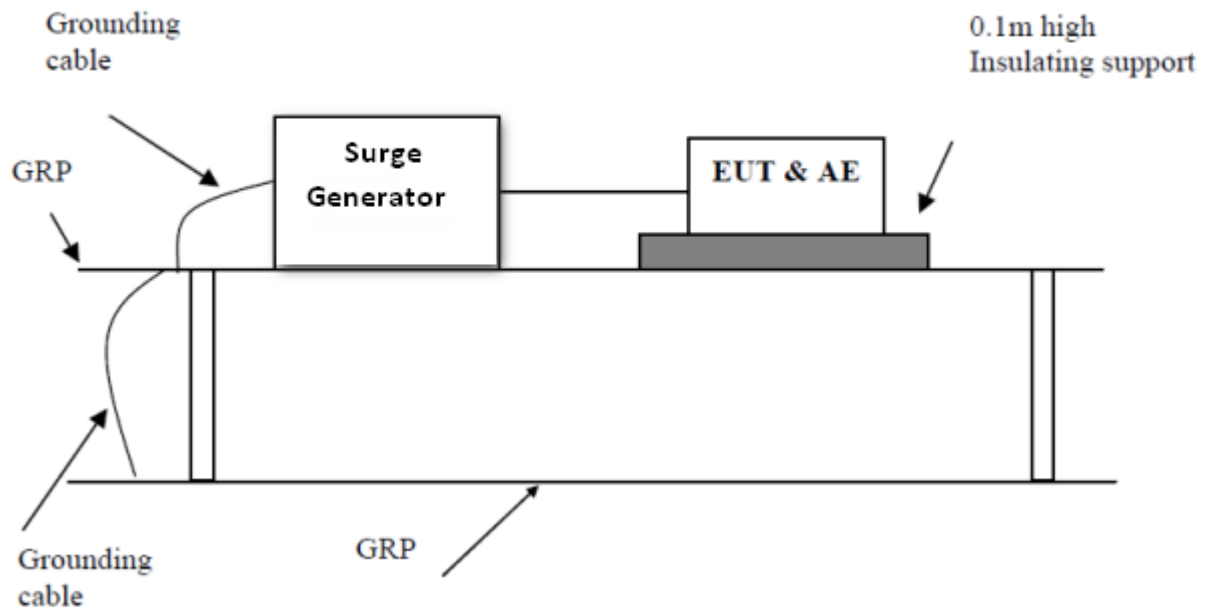 Grounding
cable
0.1m high
Insulating support
GRP
Surge
Generator
EUT & AE
Grounding
cable
GRP